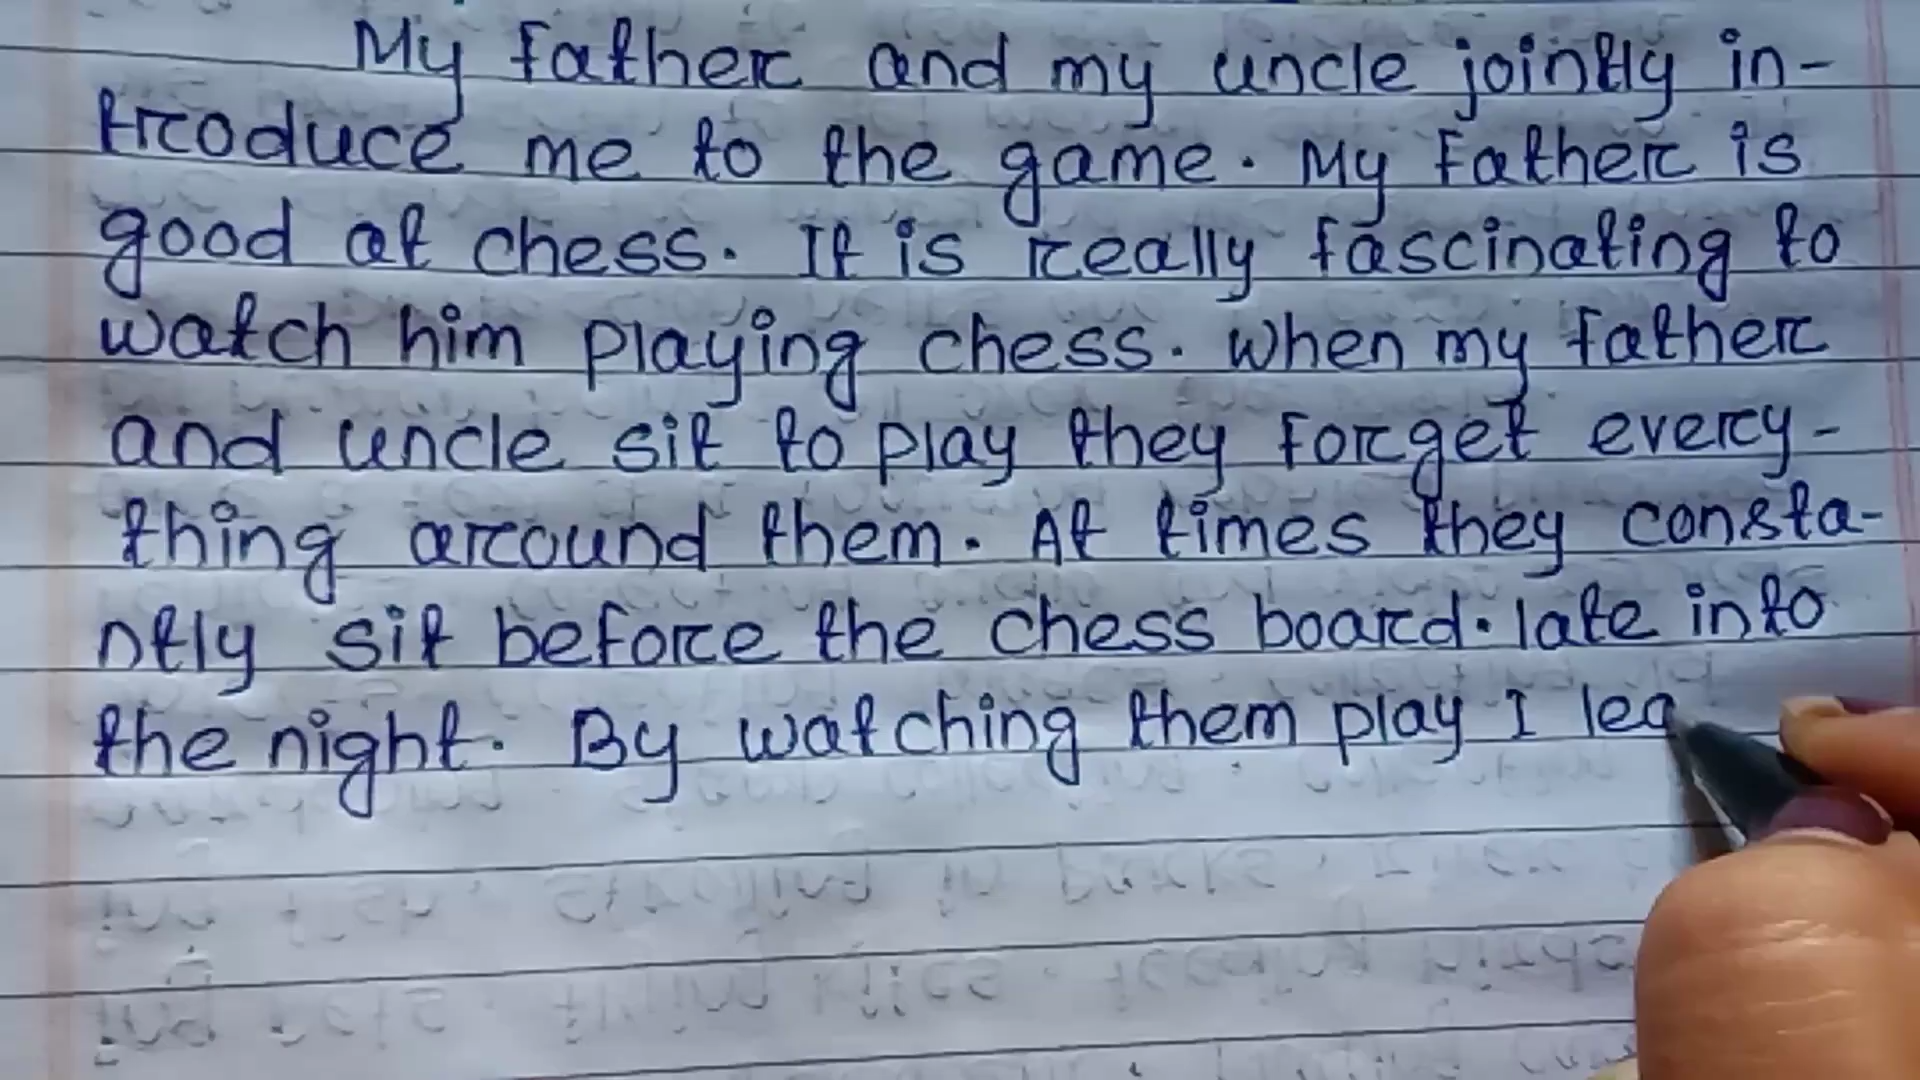 My father and my uncle jointly in-
troduce me to the game. My father is
good at chess. It is really fascinating to
watch him playing chess. when my father
and uncle sit to play they forget every-
thing around them. At times they consta-
ntly sit before the chess board. late into
the night. By watching them play I lea